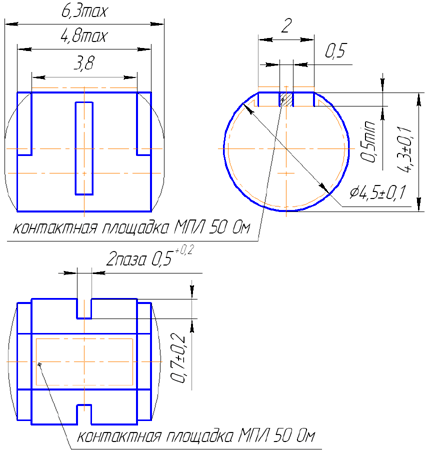 6,3max
4,8max
3,8
2
0,5
0,5min
4,3±0,1
φ4,5±0,1
контактная площадка МПЛ 50 Ом
2паза 0,5+0,2
0,7±0,2
контактная площадка МПЛ 50 Ом